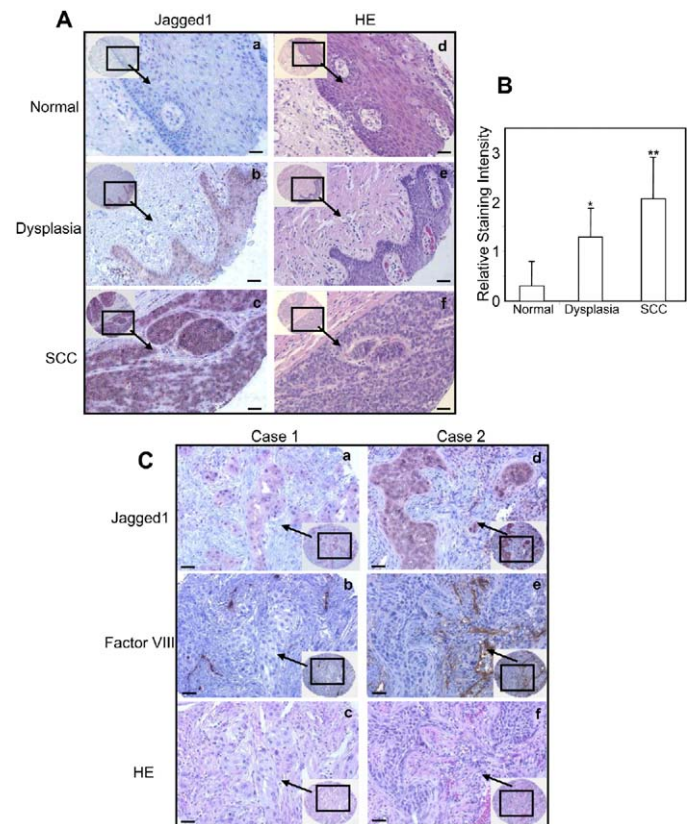 A
Jagged1 HE
a d
Normal
b e
Dysplasia
c f
SCC
B
Relative Staining Intensity
3
2
1
0
* **
Normal Dysplasia SCC
C
Case 1 Case 2
a d
Jagged1
b e
Factor VIII
c f
HE